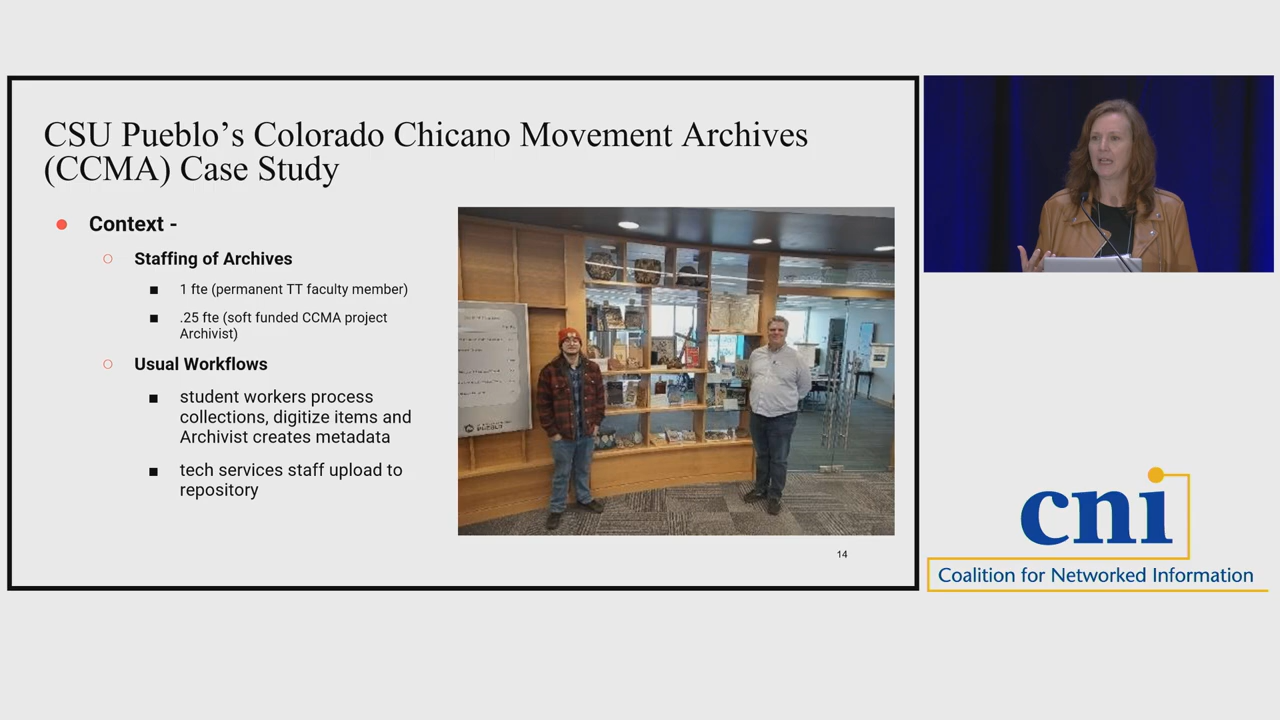 CSU Pueblo's Colorado Chicano Movement Archives
(CCMA) Case Study
● Context -
○ Staffing of Archives
■ 1 fte (permanent TT faculty member)
■ .25 fte (soft funded CCMA project
Archivist)
○ Usual Workflows
■ student workers process
collections, digitize items and
Archivist creates metadata
■ tech services staff upload to
repository
14
cni
Coalition for Networked Information